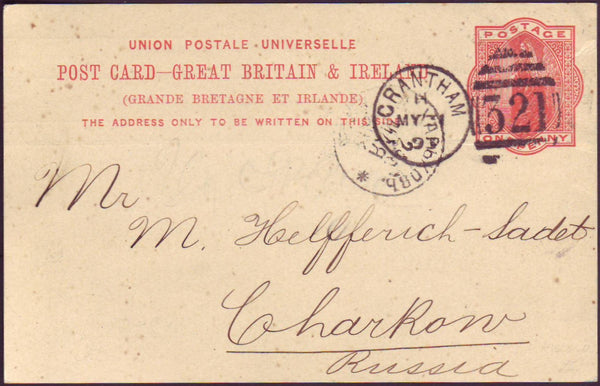 UNION POSTALE UNIVERSELLE
POST CARD—GREAT BRITAIN & IRELAND
(GRANDE BRETAGNE ET IRLANDE)
THE ADDRESS ONLY TO BE WRITTEN ON THIS SIDE
POSTAGE
ONE PENNY
321
GRANTHAM
MY
Mr
M. Helfferich-Sadet
Charkow
Russia